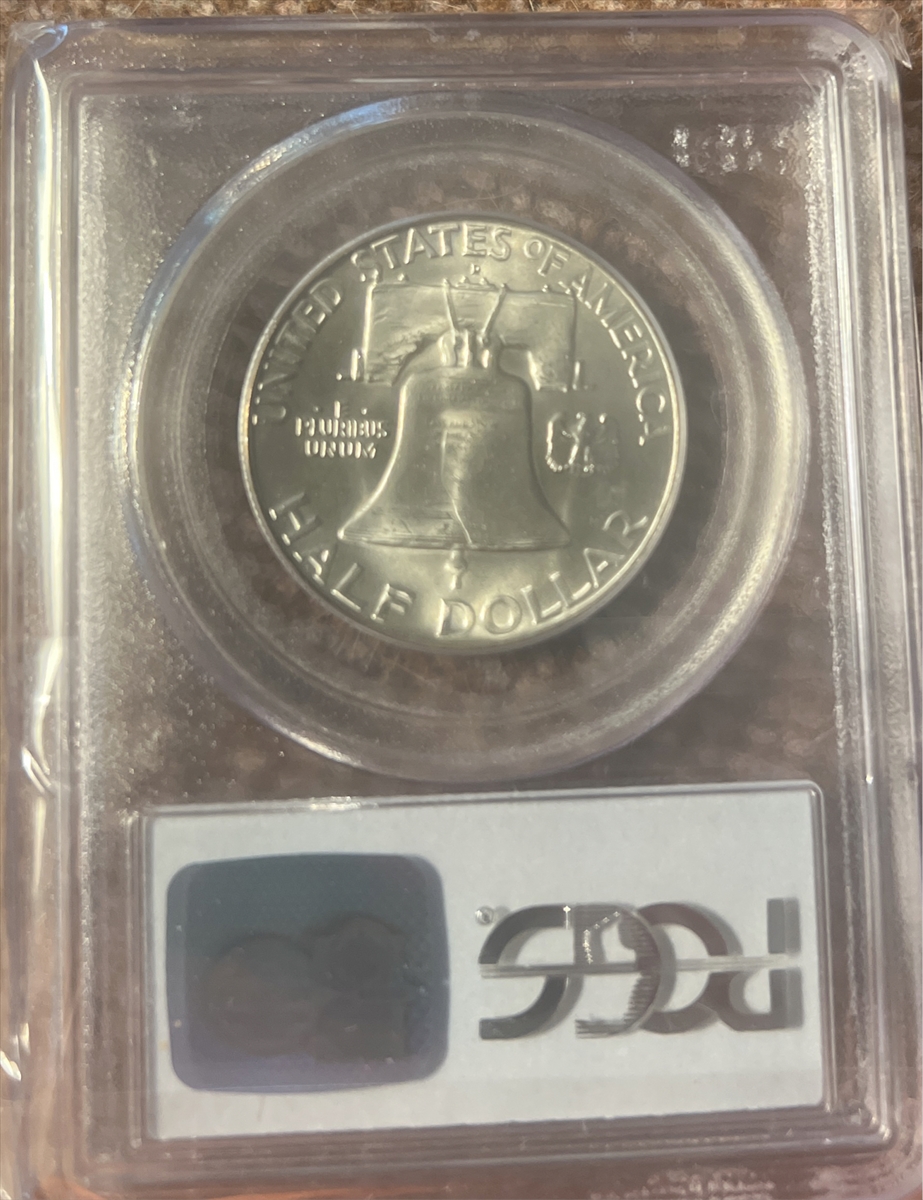 UNITED STATES OF AMERICA
PLURIBUS
UNUM
HALF DOLLAR
PCGS